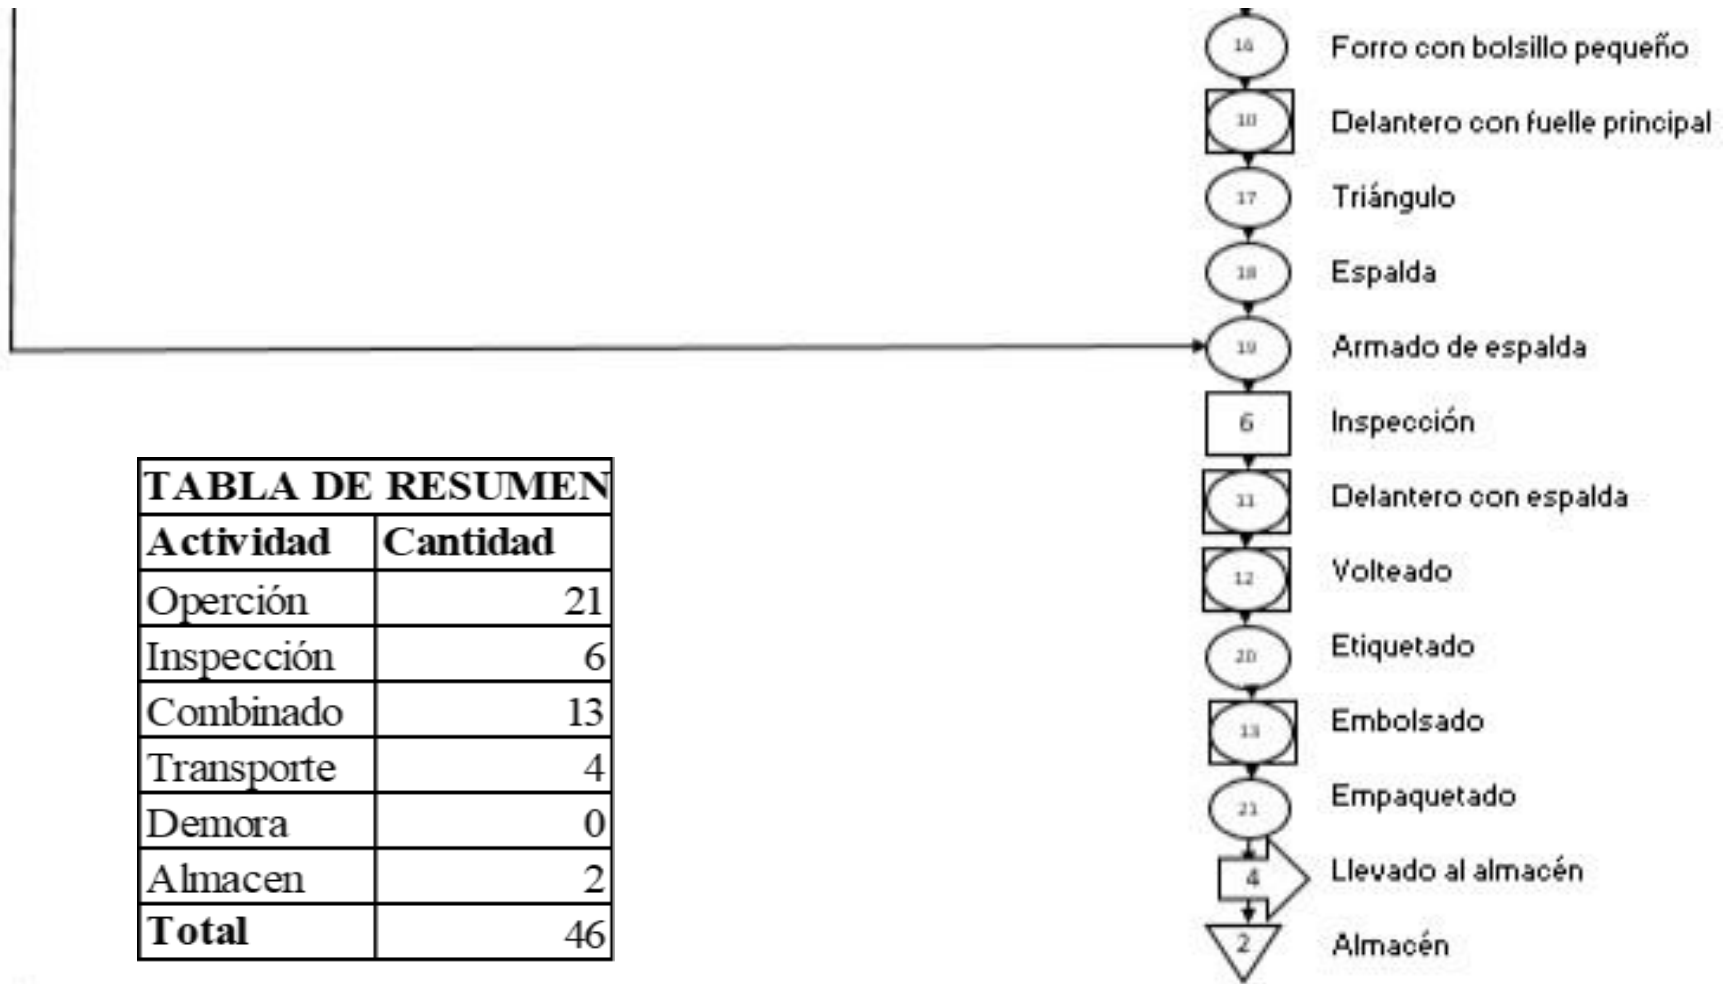 16 Forro con bolsillo pequeño
10 Delantero con fuelle principal
17 Triángulo
18 Espalda
19 Armado de espalda
6 Inspección
11 Delantero con espalda
12 Volteado
20 Etiquetado
13 Embolsado
21 Empaquetado
4 Llevado al almacén
2 Almacén
TABLA DE RESUMEN
Actividad Cantidad
Operción 21
Inspección 6
Combinado 13
Transporte 4
Demora 0
Almacen 2
Total 46